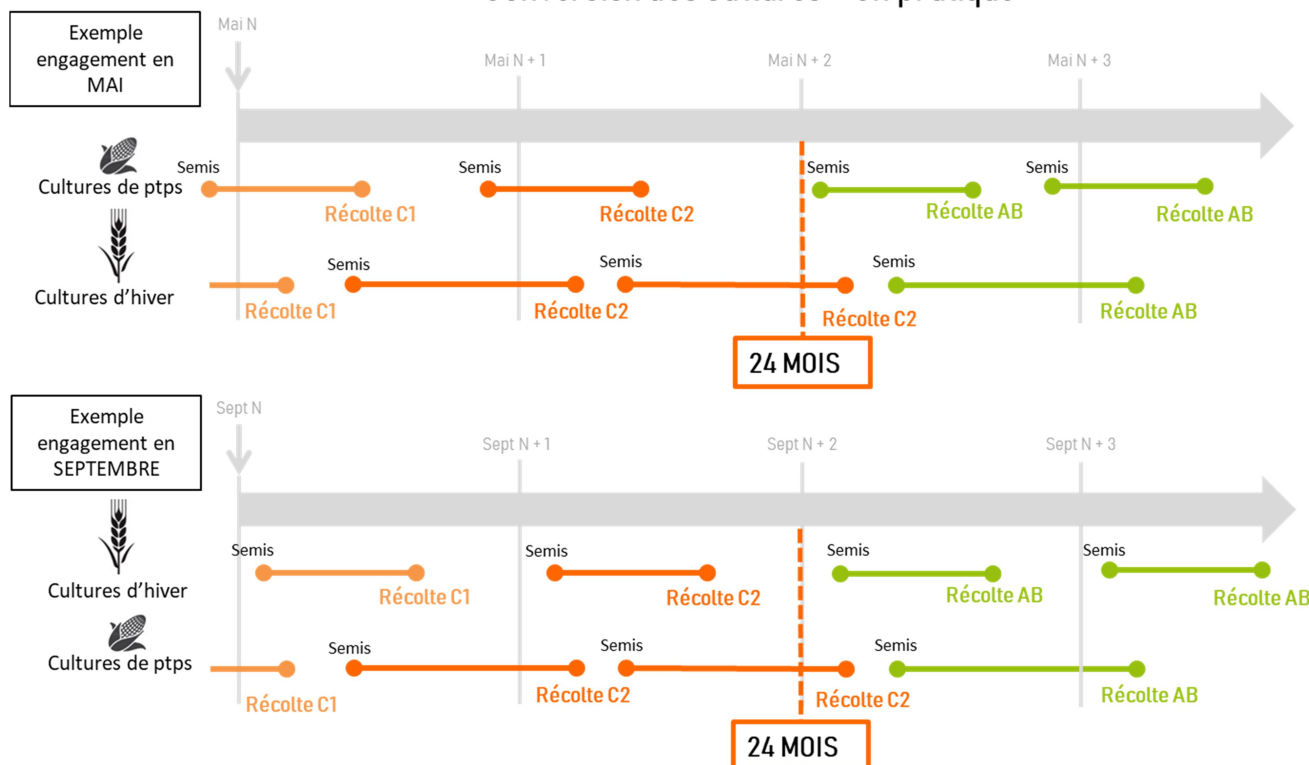 Mai N
Exemple
engagement en
MAI
Mai N + 1
Mai N + 2
Mai N + 3
Semis
Semis
Semis
Semis
Cultures de ptps
Récolte C1
Récolte C2
Récolte AB
Récolte AB
Semis
Semis
Semis
Cultures d'hiver
Récolte C1
Récolte C2
Récolte C2
Récolte AB
24 MOIS
Exemple
engagement en
SEPTEMBRE
Sept N
Sept N + 1
Sept N + 2
Sept N + 3
Semis
Semis
Semis
Semis
Cultures d'hiver
Récolte C1
Récolte C2
Récolte AB
Récolte AB
Semis
Semis
Semis
Cultures de ptps
Récolte C1
Récolte C2
Récolte C2
Récolte AB
24 MOIS